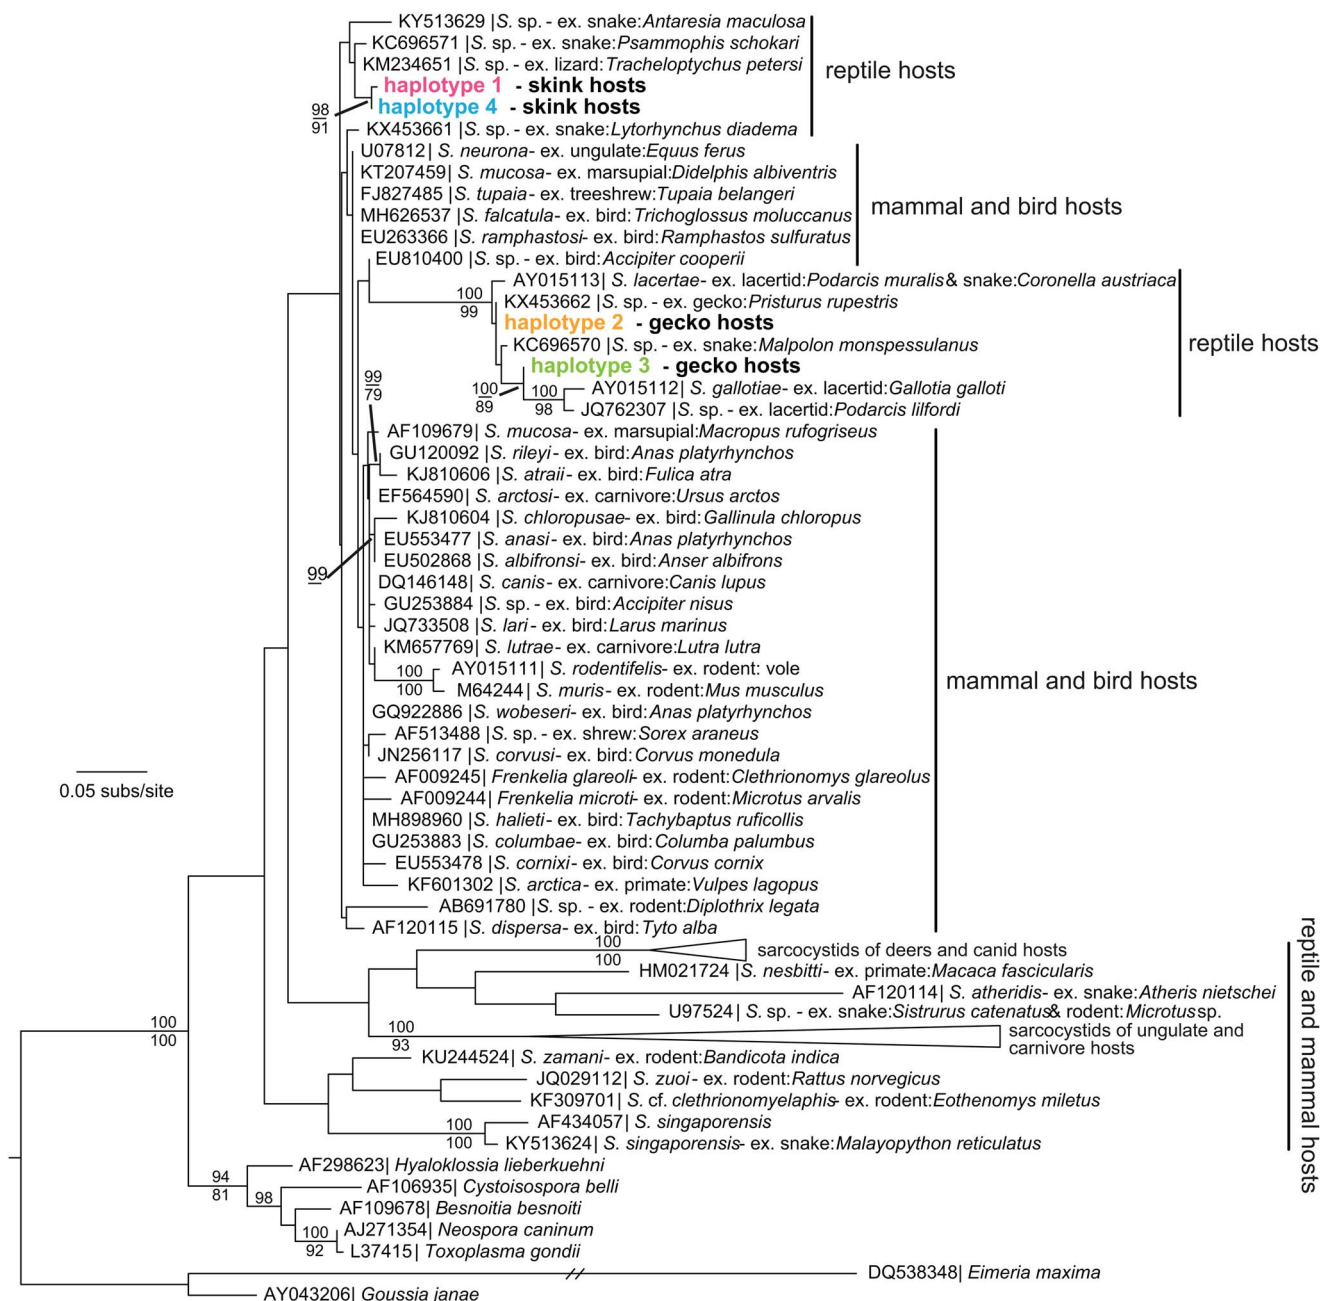 KY513629 |S. sp. - ex. snake:Antaresia maculosa
KC696571 |S. sp. - ex. snake:Psammophis schokari
KM234651 |S. sp. - ex. lizard:Tracheloptychus petersi
reptile hosts
haplotype 1 - skink hosts
haplotype 4 - skink hosts
98
91
KX453661 |S. sp. - ex. snake:Lytorhynchus diadema
U07812| S. neurona- ex. ungulate:Equus ferus
KT207459| S. mucosa- ex. marsupial:Didelphis albiventris
FJ827485 |S. tupaia- ex. treeshrew:Tupaia belangeri
mammal and bird hosts
MH626537 |S. falcatula- ex. bird:Trichoglossus moluccanus
EU263366 |S. ramphastosi- ex. bird:Ramphastos sulfuratus
EU810400 |S. sp. - ex. bird:Accipiter cooperii
AY015113| S. lacertae- ex. lacertid:Podarcis muralis& snake:Coronella austriaca
100
99
KX453662 |S. sp. - ex. gecko:Pristurus rupestris
haplotype 2 - gecko hosts
KC696570 |S. sp. - ex. snake:Malpolon monspessulanus
reptile hosts
haplotype 3 - gecko hosts
99
79
100
89
100
98
AY015112| S. gallotiae- ex. lacertid:Gallotia galloti
JQ762307 |S. sp. - ex. lacertid:Podarcis lilfordi
AF109679| S. mucosa- ex. marsupial:Macropus rufogriseus
GU120092 |S. rileyi- ex. bird:Anas platyrhynchos
KJ810606 |S. atraii- ex. bird:Fulica atra
EF564590| S. arctosi- ex. carnivore:Ursus arctos
KJ810604 |S. chloropusae- ex. bird:Gallinula chloropus
EU553477 |S. anasi- ex. bird:Anas platyrhynchos
EU502868 |S. albifronsi- ex. bird:Anser albifrons
99
DQ146148| S. canis- ex. carnivore:Canis lupus
GU253884 |S. sp. - ex. bird:Accipiter nisus
JQ733508 |S. lari- ex. bird:Larus marinus
KM657769| S. lutrae- ex. carnivore:Lutra lutra
100
100
AY015111| S. rodentifelis- ex. rodent: vole
M64244| S. muris- ex. rodent:Mus musculus
mammal and bird hosts
GQ922886 |S. wobeseri- ex. bird:Anas platyrhynchos
AF513488 |S. sp. - ex. shrew:Sorex araneus
JN256117 |S. corvusi- ex. bird:Corvus monedula
AF009245| Frenkelia glareoli- ex. rodent:Clethrionomys glareolus
0.05 subs/site
AF009244| Frenkelia microti- ex. rodent:Microtus arvalis
MH898960 |S. halieti- ex. bird:Tachybaptus ruficollis
GU253883 |S. columbae- ex. bird:Columba palumbus
EU553478 |S. cornixi- ex. bird:Corvus cornix
KF601302 |S. arctica- ex. primate:Vulpes lagopus
AB691780 |S. sp. - ex. rodent:Diplothrix legata
AF120115 |S. dispersa- ex. bird:Tyto alba
100
100
sarcocystids of deers and canid hosts
HM021724 |S. nesbitti- ex. primate:Macaca fascicularis
AF120114| S. atheridis- ex. snake:Atheris nietschei
U97524| S. sp. - ex. snake:Sistrurus catenatus& rodent:Microtus sp.
100
93
sarcocystids of ungulate and
carnivore hosts
reptile and mammal hosts
KU244524| S. zamani- ex. rodent:Bandicota indica
JQ029112| S. zuoi- ex. rodent:Rattus norvegicus
KF309701| S. cf. clethrionomyelaphis- ex. rodent:Eothenomys miletus
100
100
AF434057| S. singaporensis
KY513624| S. singaporensis- ex. snake:Malayopython reticulatus
100
100
AF298623| Hyaloklossia lieberkuehni
94
81
98
AF106935| Cystoisospora belli
AF109678| Besnoitia besnoiti
100
92
AJ271354| Neospora caninum
L37415| Toxoplasma gondii
DQ538348| Eimeria maxima
AY043206| Goussia janae